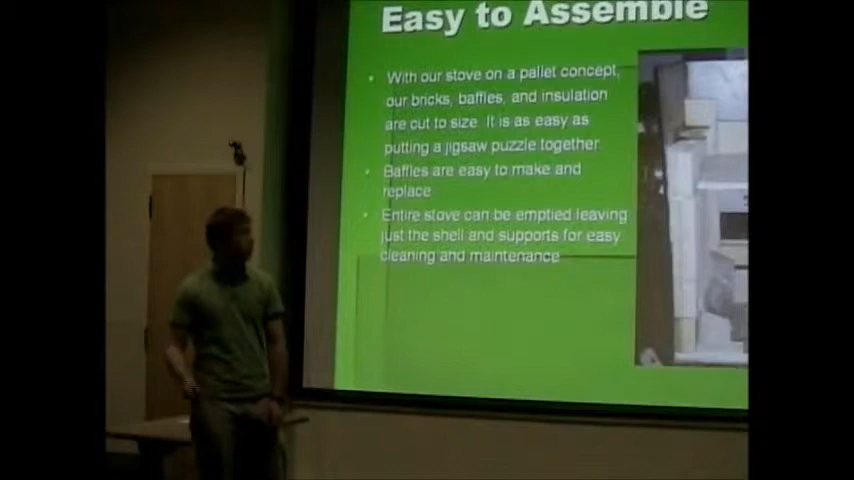 Easy to Assemble
• With our stove on a pallet concept,
our bricks, baffles, and insulation
are cut to size. It is as easy as
putting a jigsaw puzzle together.
• Baffles are easy to make and
replace
• Entire stove can be emptied leaving
just the shell and supports for easy
cleaning and maintenance